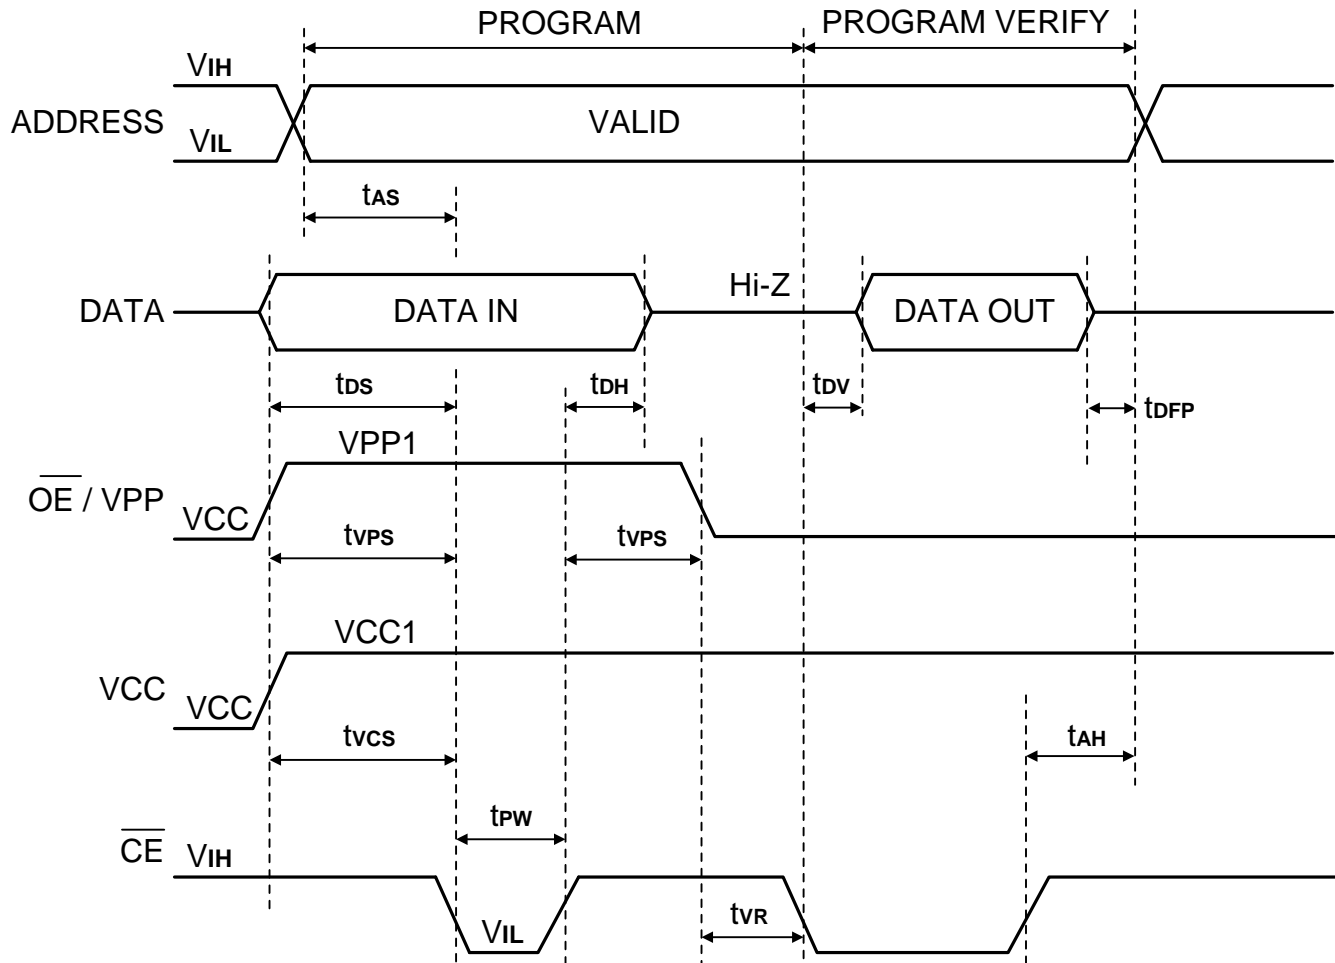 PROGRAM PROGRAM VERIFY
VIH
ADDRESS VALID
VIL
tAS
Hi-Z
DATA DATA IN DATA OUT
tDS tDH tDV tDFP
VPP1
OE / VPP
VCC
tVPS tVPS
VCC1
VCC
VCC
tVCS tAH
tPW
CE
VIH
VIL
tVR